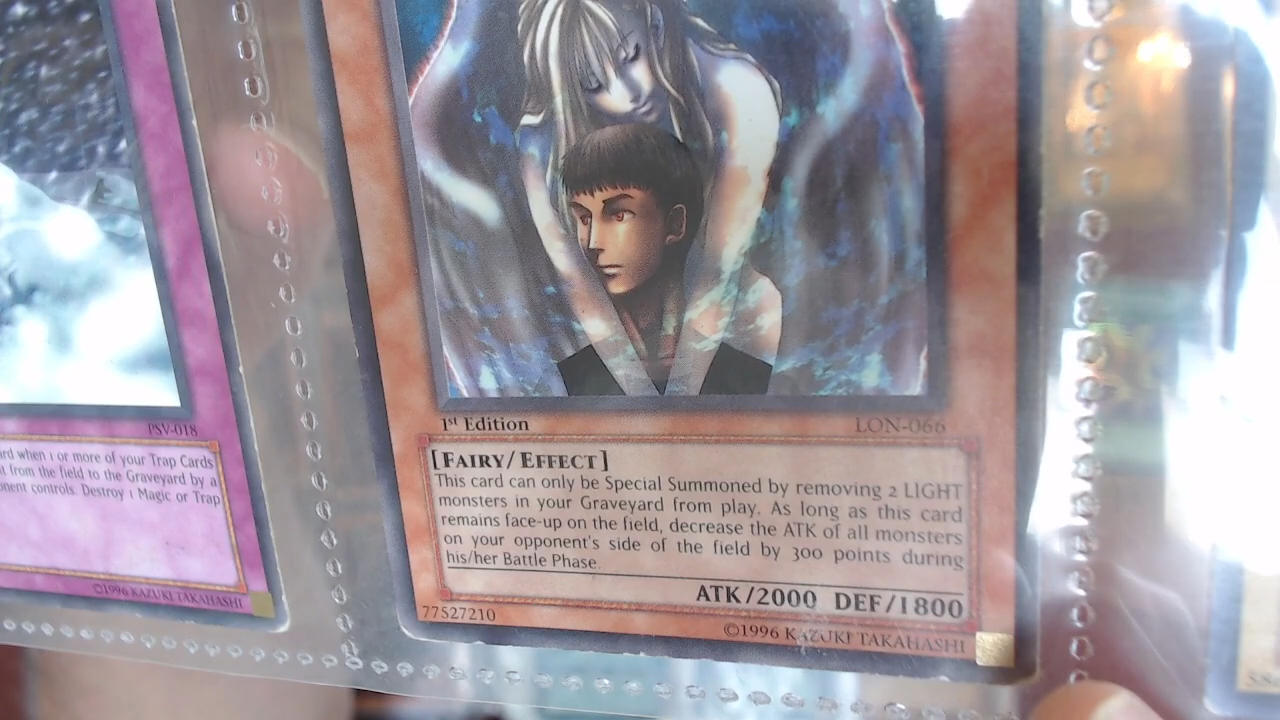 PSV-018
ard when 1 or more of your Trap Cards
t from the field to the Graveyard by a
onent controls. Destroy 1 Magic or Trap
©1996 KAZUKI TAKAHASHI
1st Edition
LON-066
[FAIRY/EFFECT]
This card can only be Special Summoned by removing 2 LIGHT
monsters in your Graveyard from play. As long as this card
remains face-up on the field, decrease the ATK of all monsters
on your opponent's side of the field by 300 points during
his/her Battle Phase.
ATK/2000 DEF/1800
77527210
©1996 KAZUKI TAKAHASHI